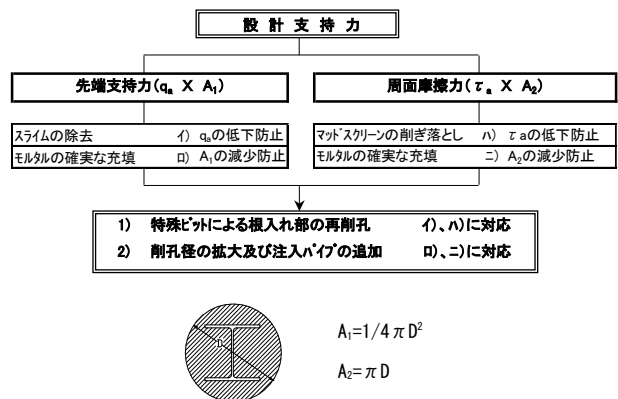 設 計 支 持 力
先端支持力(qa X A1)
周面摩擦力(τa X A2)
スライムの除去 イ) qaの低下防止
モルタルの確実な充填 ロ) A1の減少防止
マッドスクリーンの削ぎ落とし ハ) τaの低下防止
モルタルの確実な充填 ニ) A2の減少防止
1) 特殊ビットによる根入れ部の再削孔 イ)、ハ)に対応
2) 削孔径の拡大及び注入パイプの追加 ロ)、ニ)に対応
D
A1=1/4πD2
A2=πD